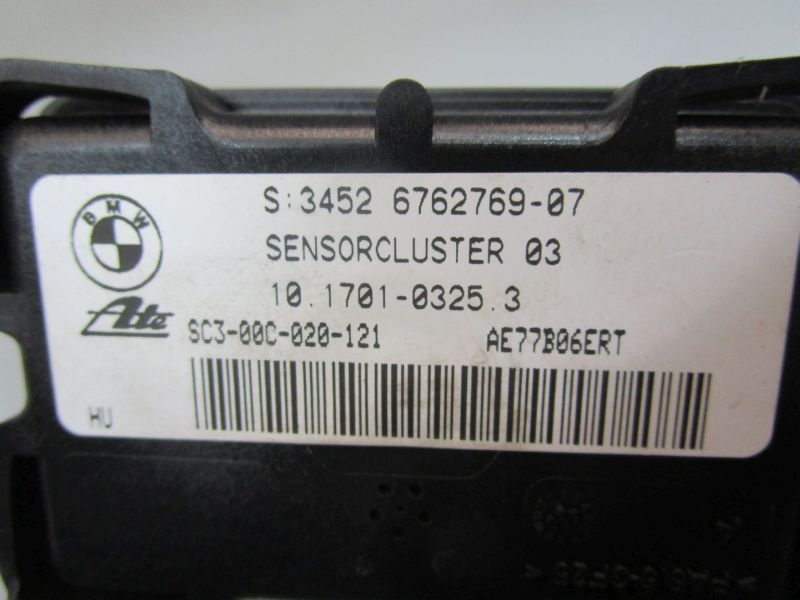 BMW
S:3452 6762769-07
SENSORCLUSTER 03
Ate
10.1701-0325.3
SC3-00C-020-121 AE77B06ERT
HU